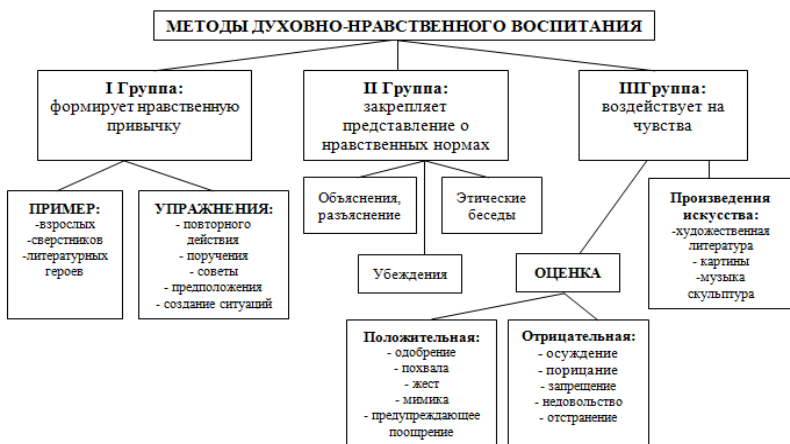 МЕТОДЫ ДУХОВНО-НРАВСТВЕННОГО ВОСПИТАНИЯ
I Группа:
формирует нравственную
привычку
II Группа:
закрепляет
представление о
нравственных нормах
IIIГруппа:
воздействует на
чувства
ПРИМЕР:
-взрослых
-сверстников
-литературных
героев
УПРАЖНЕНИЯ:
- повторного
действия
- поручения
- советы
- предположения
- создание ситуаций
Объяснения,
разъяснение
Этические
беседы
Убеждения
ОЦЕНКА
Произведения
искусства:
-художественная
литература
- картины
-музыка
скульптура
Положительная:
- одобрение
- похвала
- жест
- мимика
- предупреждающее
поощрение
Отрицательная:
- осуждение
- порицание
- запрещение
- недовольство
- отстранение